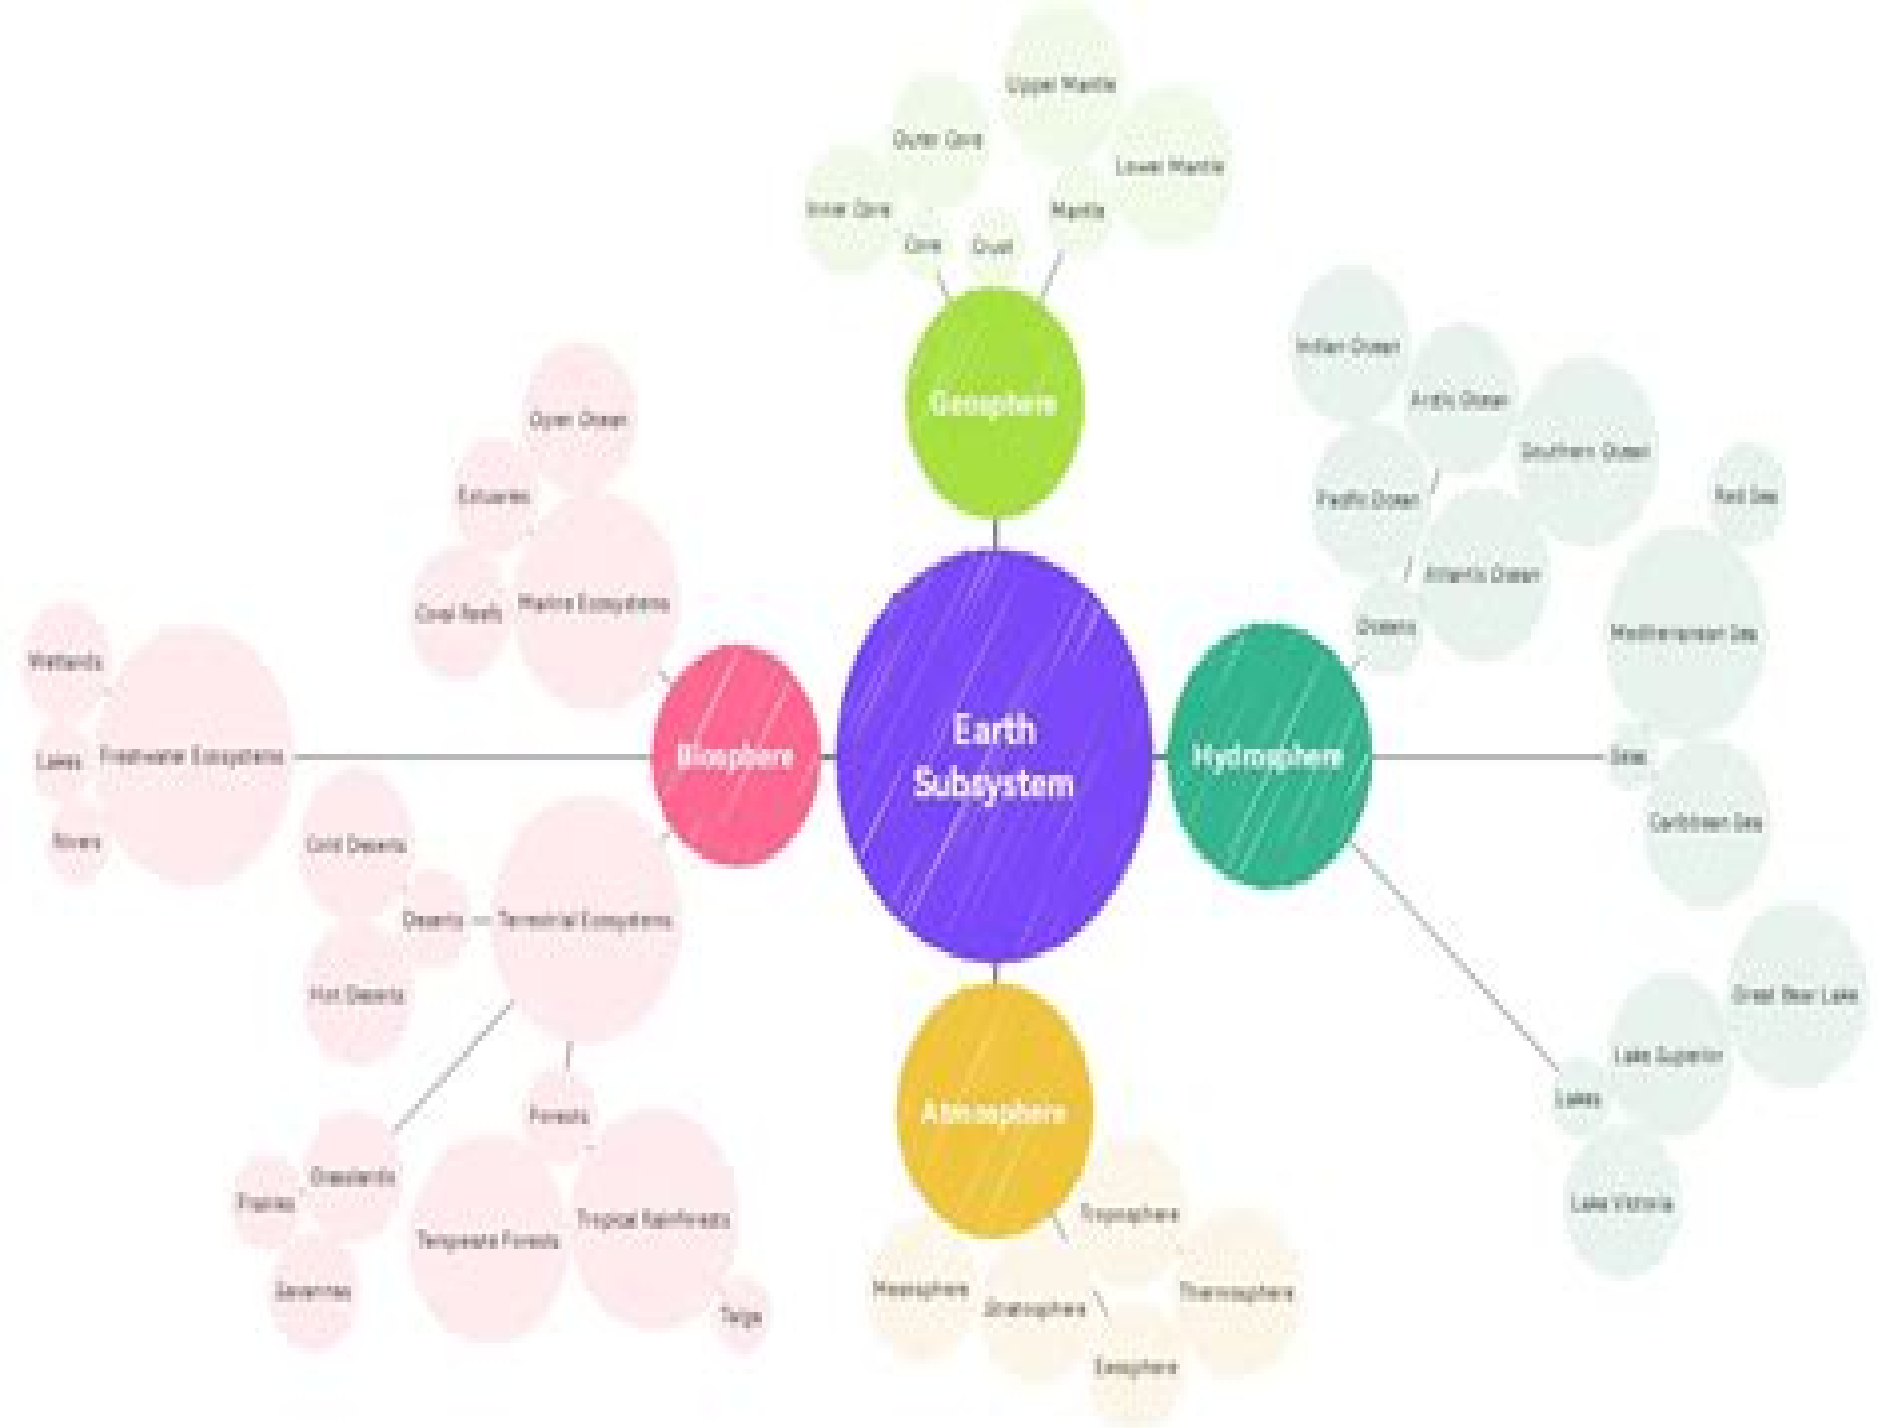 Upper Mantle
Outer Core
Lower Mantle
Inner Core
Mantle
Core
Crust
Geosphere
Indian Ocean
Arctic Ocean
Southern Ocean
Pacific Ocean
Atlantic Ocean
Oceans
Red Sea
Mediterranean Sea
Seas
Caribbean Sea
Open Ocean
Estuaries
Coral Reefs
Marine Ecosystems
Wetlands
Lakes
Freshwater Ecosystems
Rivers
Biosphere
Earth
Subsystem
Hydrosphere
Cold Deserts
Deserts
Terrestrial Ecosystems
Hot Deserts
Great Bear Lake
Lake Superior
Lakes
Lake Victoria
Forests
Grasslands
Prairies
Savannas
Temperate Forests
Tropical Rainforests
Taiga
Atmosphere
Troposphere
Mesosphere
Stratosphere
Thermosphere
Exosphere